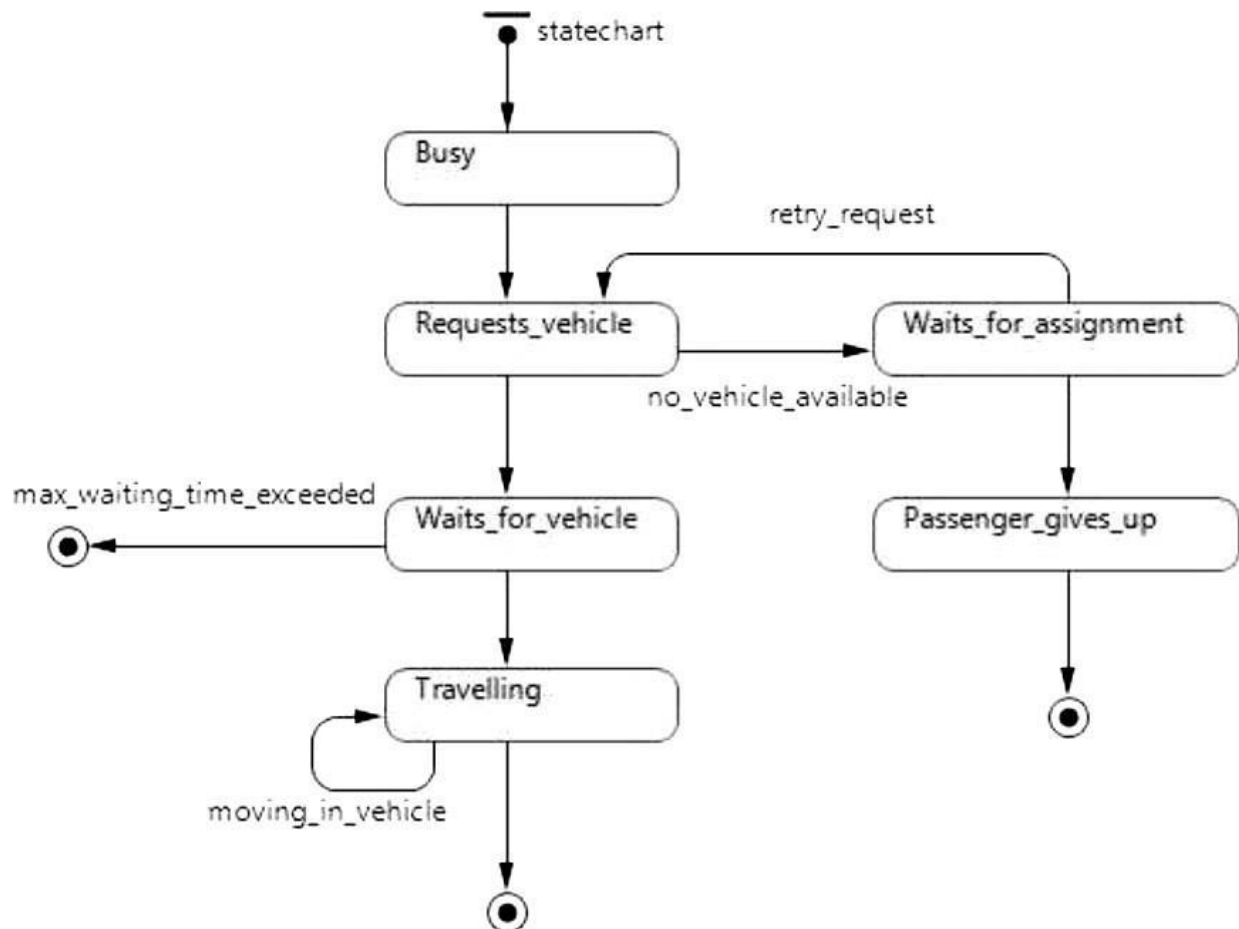 statechart
Busy
retry_request
Requests_vehicle
Waits_for_assignment
no_vehicle_available
max_waiting_time_exceeded
Waits_for_vehicle
Passenger_gives_up
Travelling
moving_in_vehicle